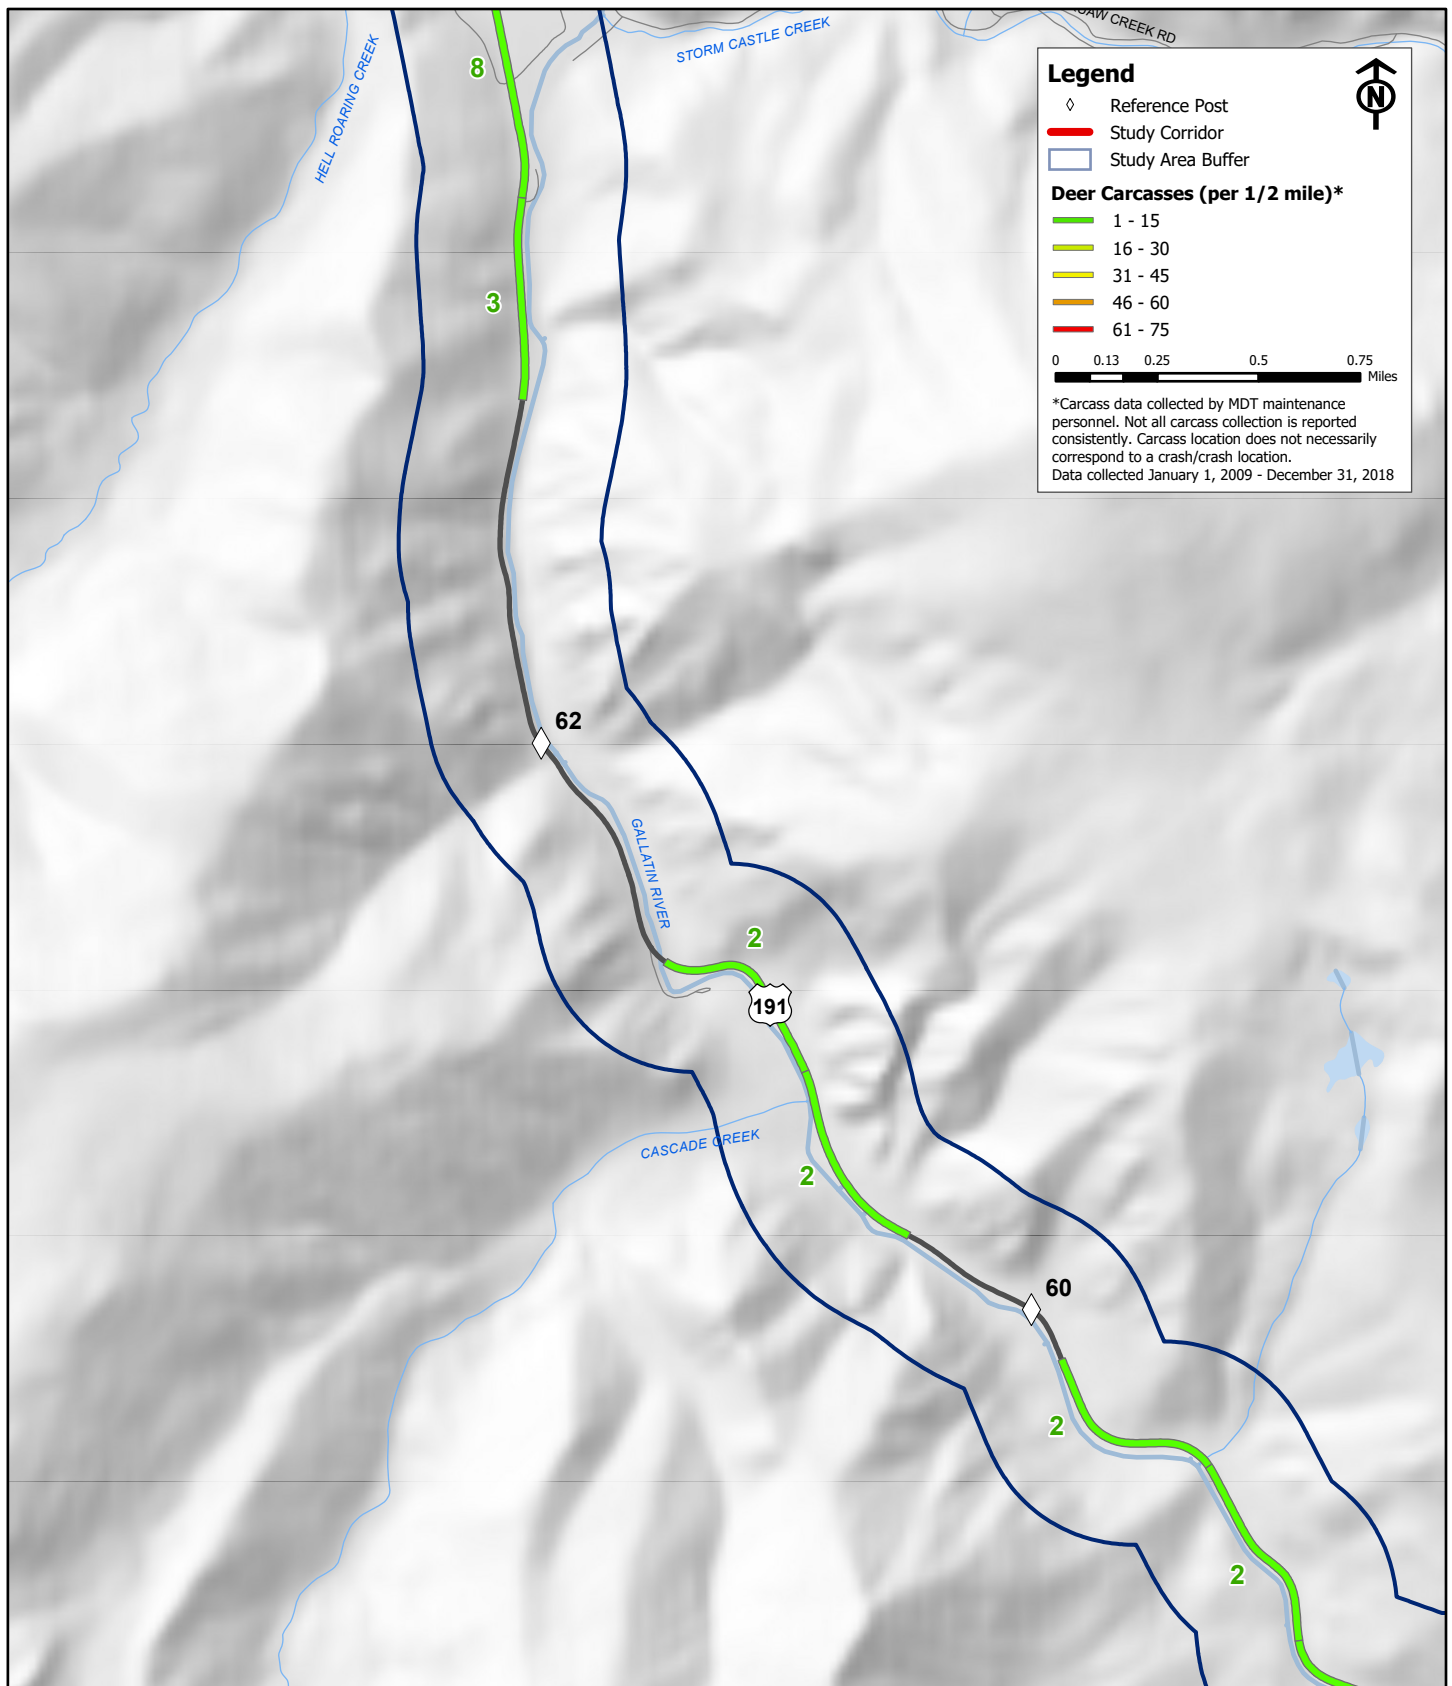 STORM CASTLE CREEK
SAW CREEK RD
HELL ROARING CREEK
8
Legend
N
Reference Post
Study Corridor
Study Area Buffer
Deer Carcasses (per 1/2 mile)*
1 - 15
16 - 30
31 - 45
46 - 60
61 - 75
0 0.13 0.25 0.5 0.75
Miles
*Carcass data collected by MDT maintenance
personnel. Not all carcass collection is reported
consistently. Carcass location does not necessarily
correspond to a crash/crash location.
Data collected January 1, 2009 - December 31, 2018
3
62
GALLATIN RIVER
2
191
CASCADE CREEK
2
60
2
2